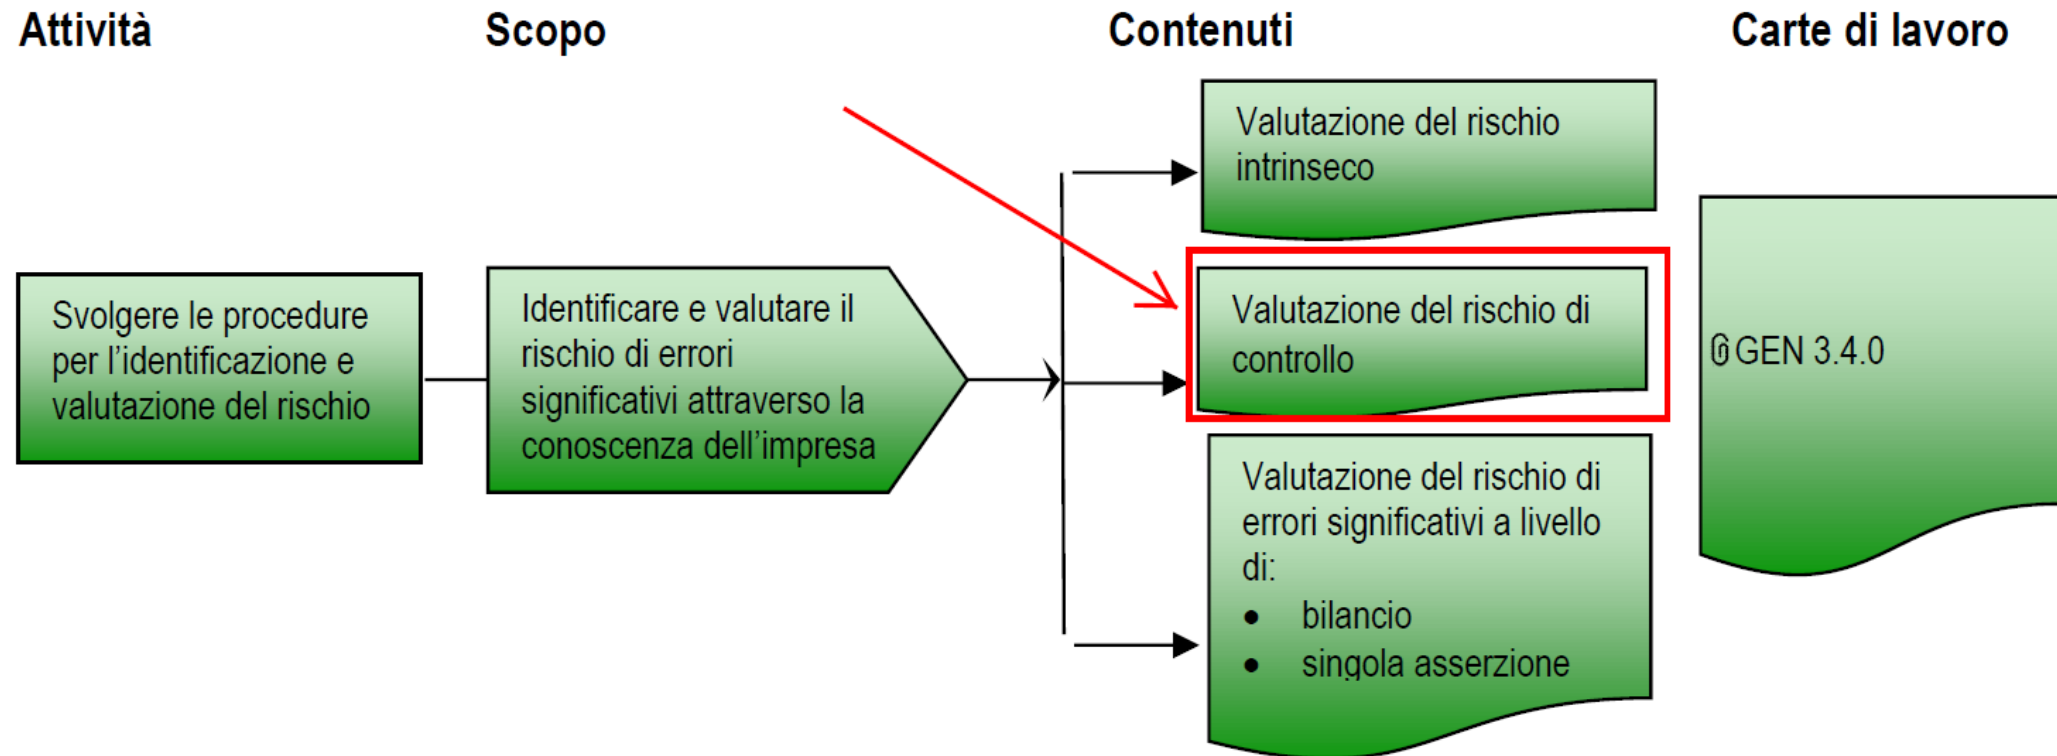 Attività
Scopo
Contenuti
Carte di lavoro
Svolgere le procedure
per l’identificazione e
valutazione del rischio
Identificare e valutare il
rischio di errori
significativi attraverso la
conoscenza dell’impresa
Valutazione del rischio
intrinseco
Valutazione del rischio di
controllo
Valutazione del rischio di
errori significativi a livello
di:
• bilancio
• singola asserzione
GEN 3.4.0